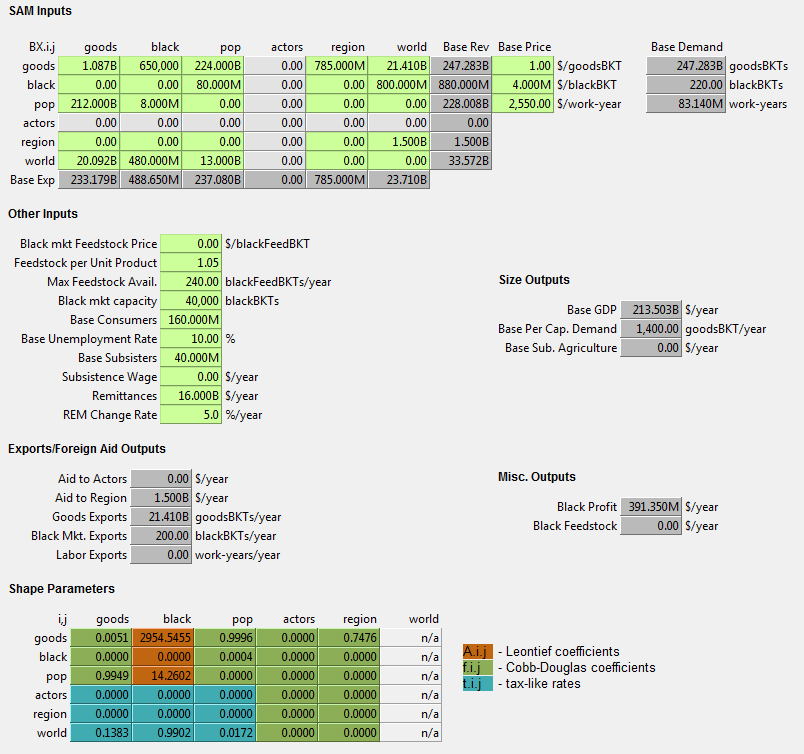 SAM Inputs
BX.i.j goods black pop actors region world Base Rev Base Price Base Demand
goods 1.087B 650,000 224.000B 0.00 785.000M 21.410B 247.283B 1.00 $/goodsBKT 247.283B goodsBKTs
black 0.00 0.00 80.000M 0.00 0.00 800.000M 880.000M 4.000M $/blackBKT 220.00 blackBKTs
pop 212.000B 8.000M 0.00 0.00 0.00 0.00 228.008B 2,550.00 $/work-year 83.140M work-years
actors 0.00 0.00 0.00 0.00 0.00 0.00 0.00
region 0.00 0.00 0.00 0.00 0.00 1.500B 1.500B
world 20.092B 480.000M 13.000B 0.00 0.00 0.00 33.572B
Base Exp 233.179B 488.650M 237.080B 0.00 785.000M 23.710B
Other Inputs
Black mkt Feedstock Price 0.00 $/blackFeedBKT
Feedstock per Unit Product 1.05
Max Feedstock Avail. 240.00 blackFeedBKTs/year
Black mkt capacity 40,000 blackBKTs
Base Consumers 160.000M
Base Unemployment Rate 10.00 %
Base Subsisters 40.000M
Subsistence Wage 0.00 $/year
Remittances 16.000B $/year
REM Change Rate 5.0 %/year
Size Outputs
Base GDP 213.503B $/year
Base Per Cap. Demand 1,400.00 goodsBKT/year
Base Sub. Agriculture 0.00 $/year
Exports/Foreign Aid Outputs
Aid to Actors 0.00 $/year
Aid to Region 1.500B $/year
Goods Exports 21.410B goodsBKTs/year
Black Mkt. Exports 200.00 blackBKTs/year
Labor Exports 0.00 work-years/year
Misc. Outputs
Black Profit 391.350M $/year
Black Feedstock 0.00 $/year
Shape Parameters
i,j goods black pop actors region world
goods 0.0051 2954.5455 0.9996 0.0000 0.7476 n/a
black 0.0000 0.0000 0.0004 0.0000 0.0000 n/a
pop 0.9949 14.2602 0.0000 0.0000 0.0000 n/a
actors 0.0000 0.0000 0.0000 0.0000 0.0000 n/a
region 0.0000 0.0000 0.0000 0.0000 0.0000 n/a
world 0.1383 0.9902 0.0172 0.0000 0.0000 n/a
A.i.j - Leontief coefficients
f.i.j - Cobb-Douglas coefficients
t.i.j - tax-like rates